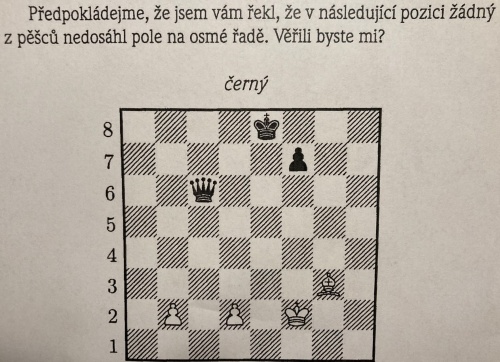 Předpokládejme, že jsem vám řekl, že v následující pozici žádný
z pěšců nedosáhl pole na osmé řadě. Věřili byste mi?
černý
8
7
6
5
4
3
2
1